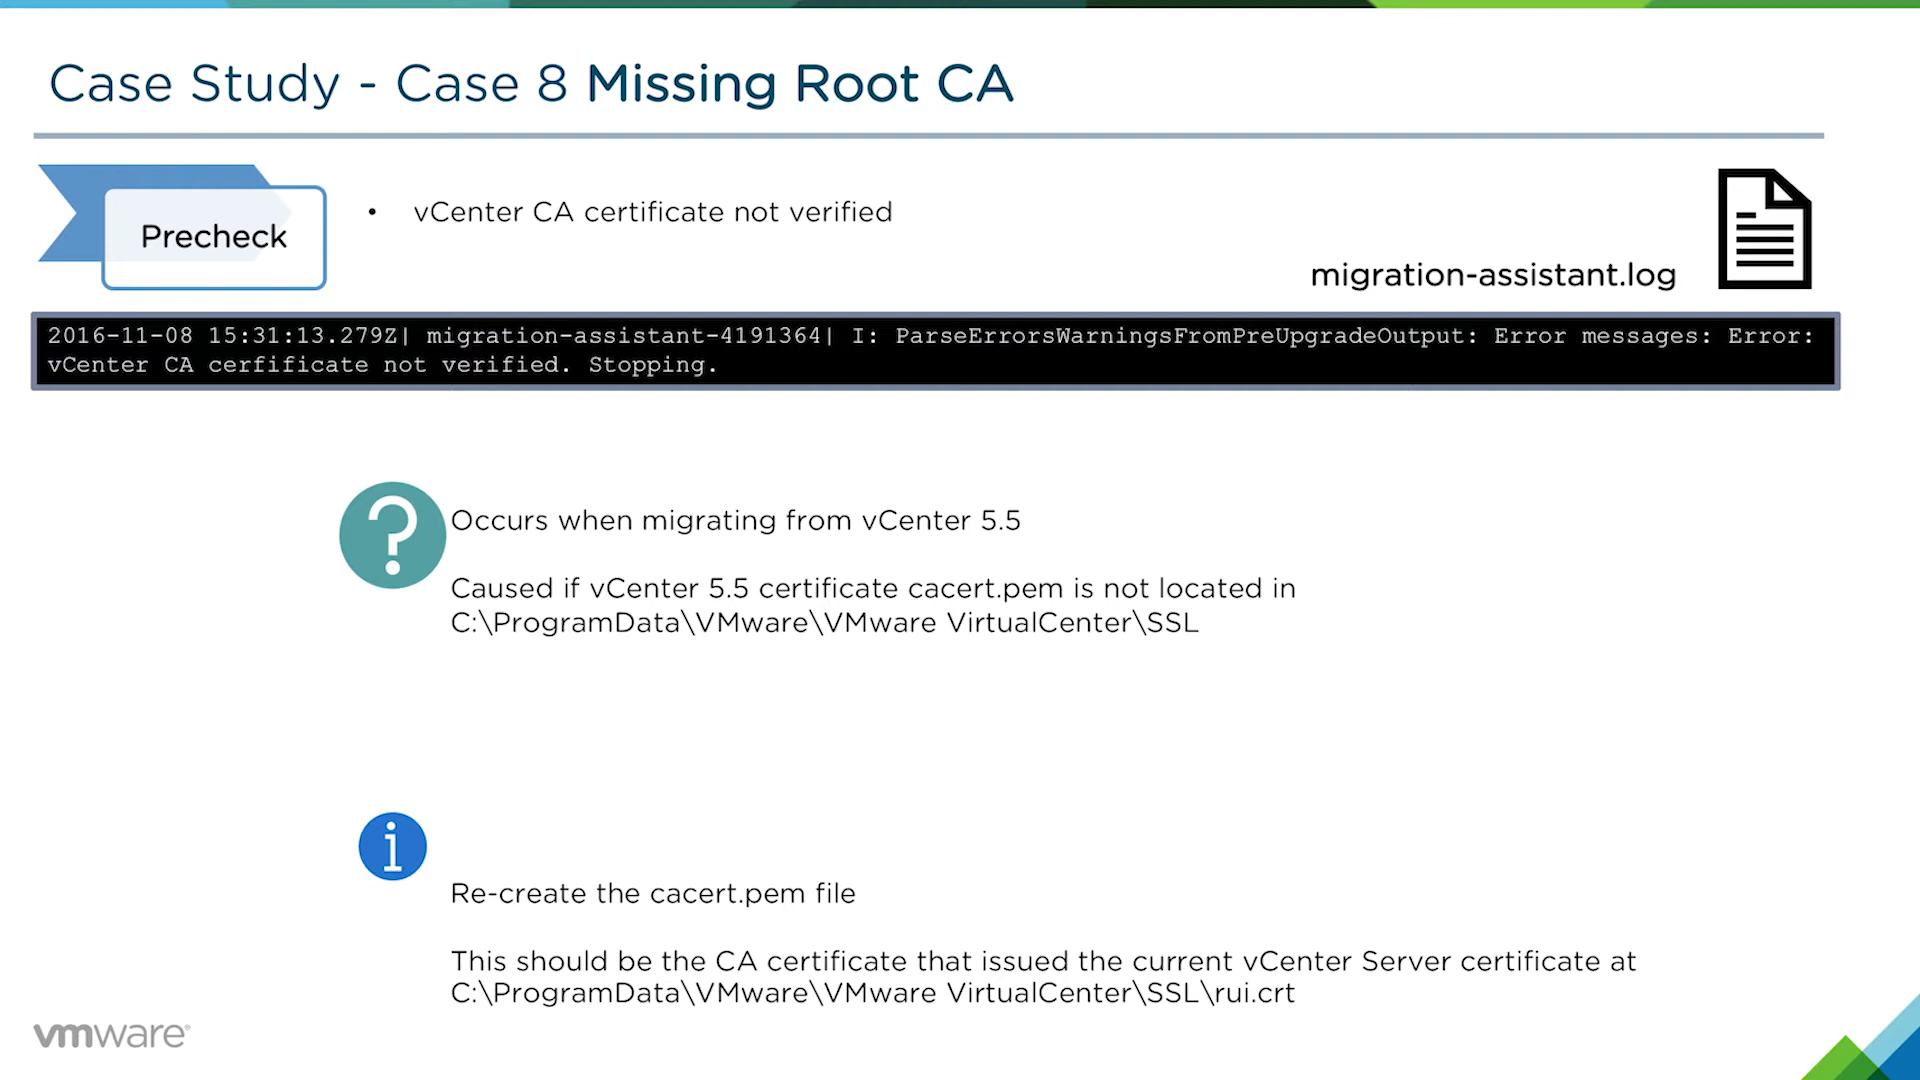 Case Study - Case 8 Missing Root CA
Precheck
• vCenter CA certificate not verified
migration-assistant.log
2016-11-08 15:31:13.279Z| migration-assistant-4191364| I: ParseErrorsWarningsFromPreUpgradeOutput: Error messages: Error:
vCenter CA cerfificate not verified. Stopping.
?
Occurs when migrating from vCenter 5.5
Caused if vCenter 5.5 certificate cacert.pem is not located in
C:\ProgramData\VMware\VMware VirtualCenter\SSL
i
Re-create the cacert.pem file
This should be the CA certificate that issued the current vCenter Server certificate at
C:\ProgramData\VMware\VMware VirtualCenter\SSL\rui.crt
vmware®